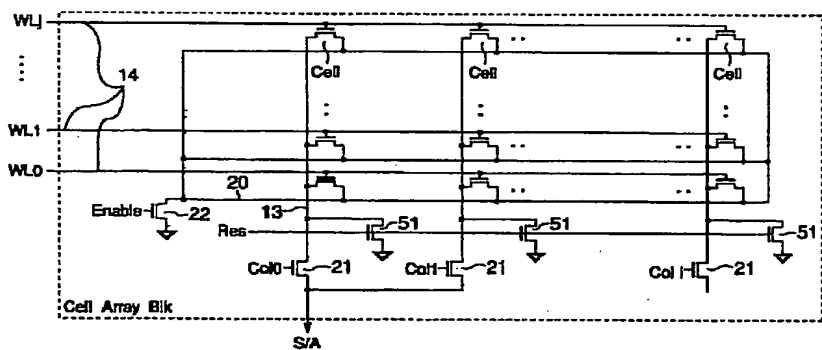 WLj
Cell Cell Cell
14
WL1
WL0
20
Enable 22
13
51 51 51
Res
Col0 21 Col1 21 Col i 21
Cell Array Blk
S/A